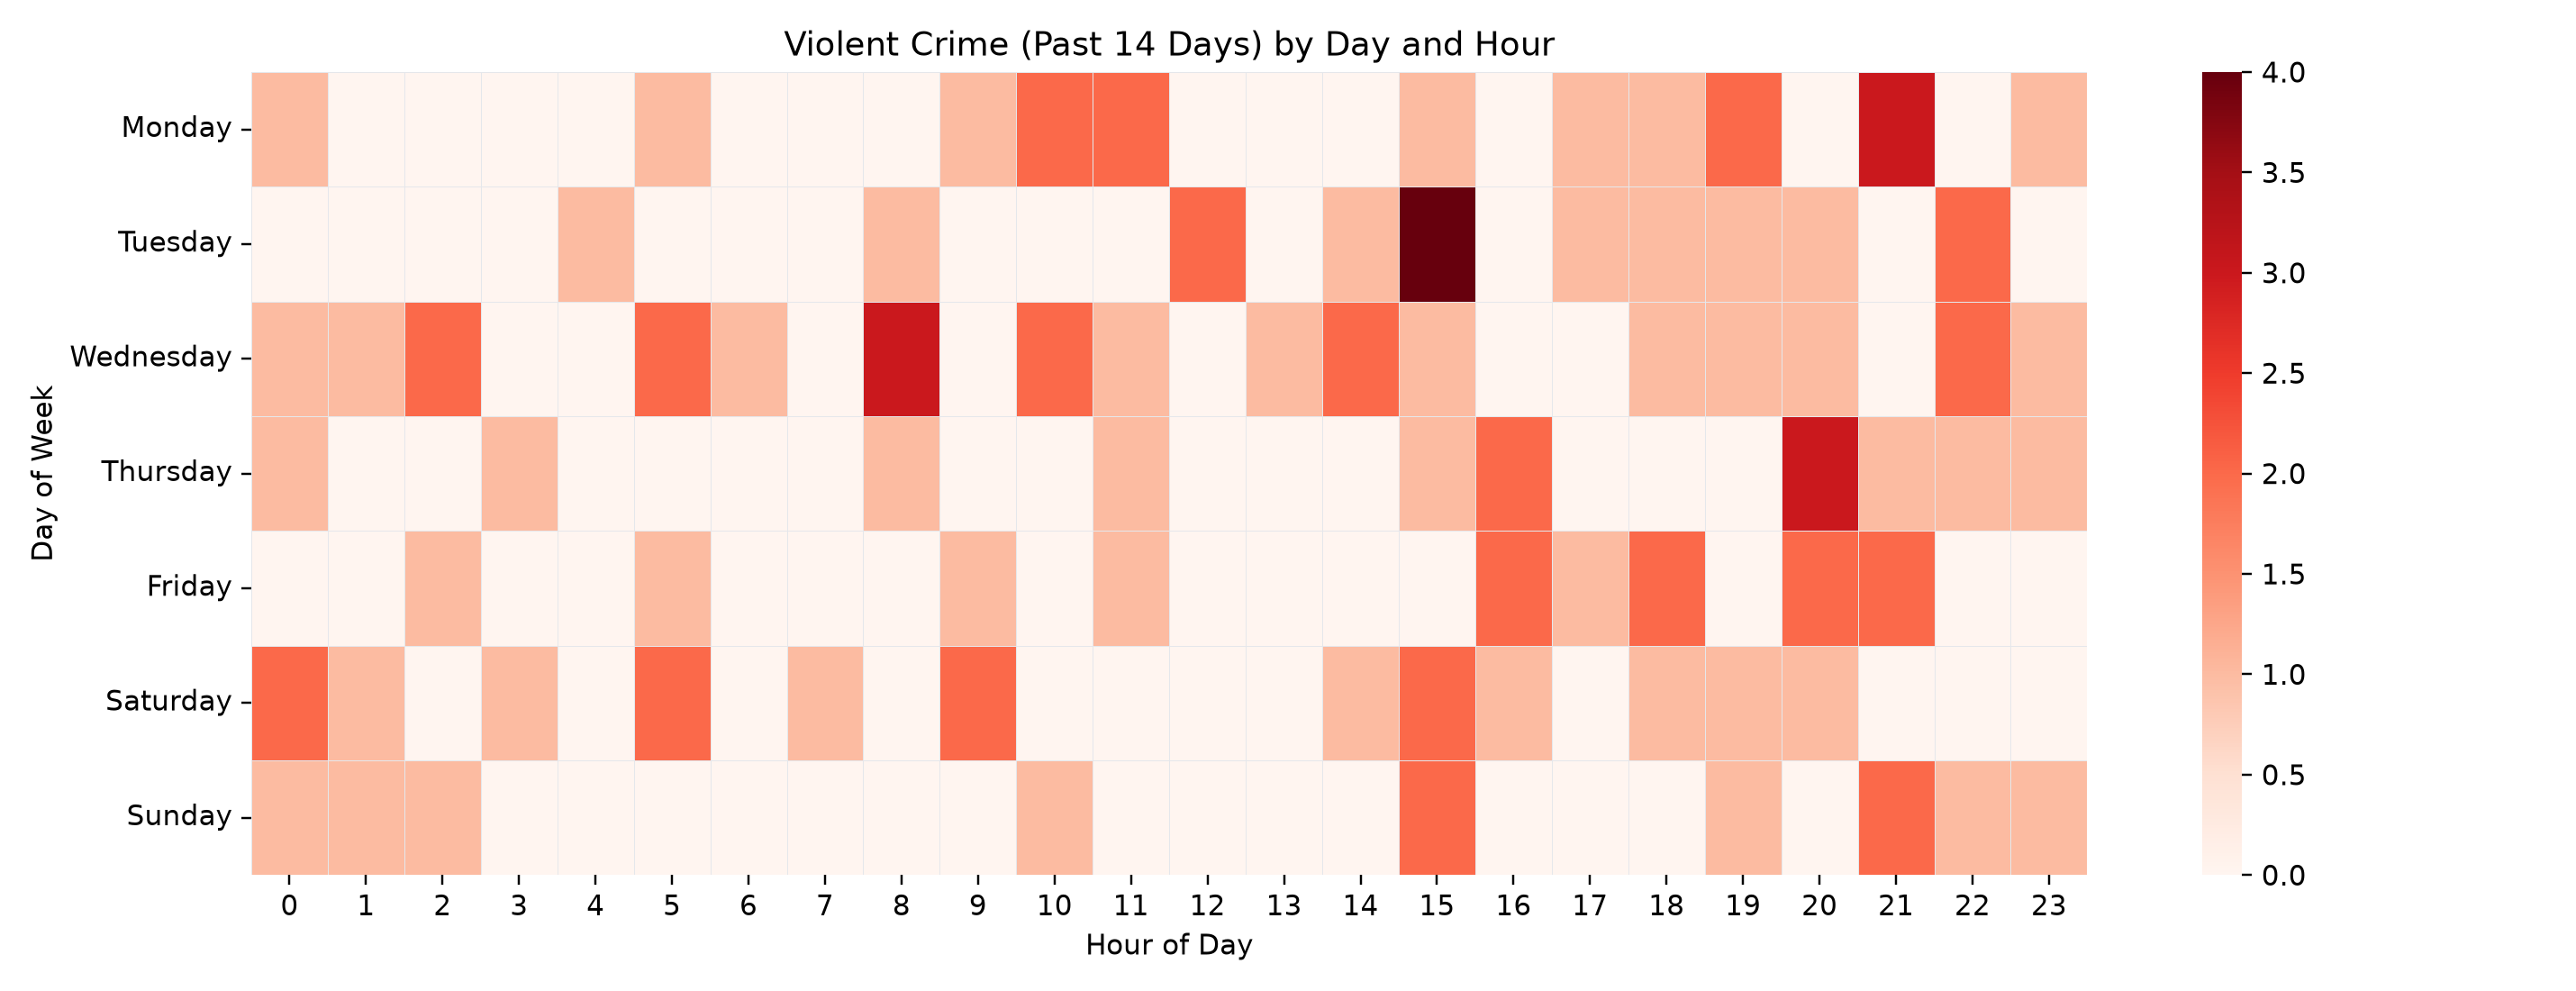 Violent Crime (Past 14 Days) by Day and Hour
Day of Week
Monday
Tuesday
Wednesday
Thursday
Friday
Saturday
Sunday
0 1 2 3 4 5 6 7 8 9 10 11 12 13 14 15 16 17 18 19 20 21 22 23
Hour of Day
4.0
3.5
3.0
2.5
2.0
1.5
1.0
0.5
0.0